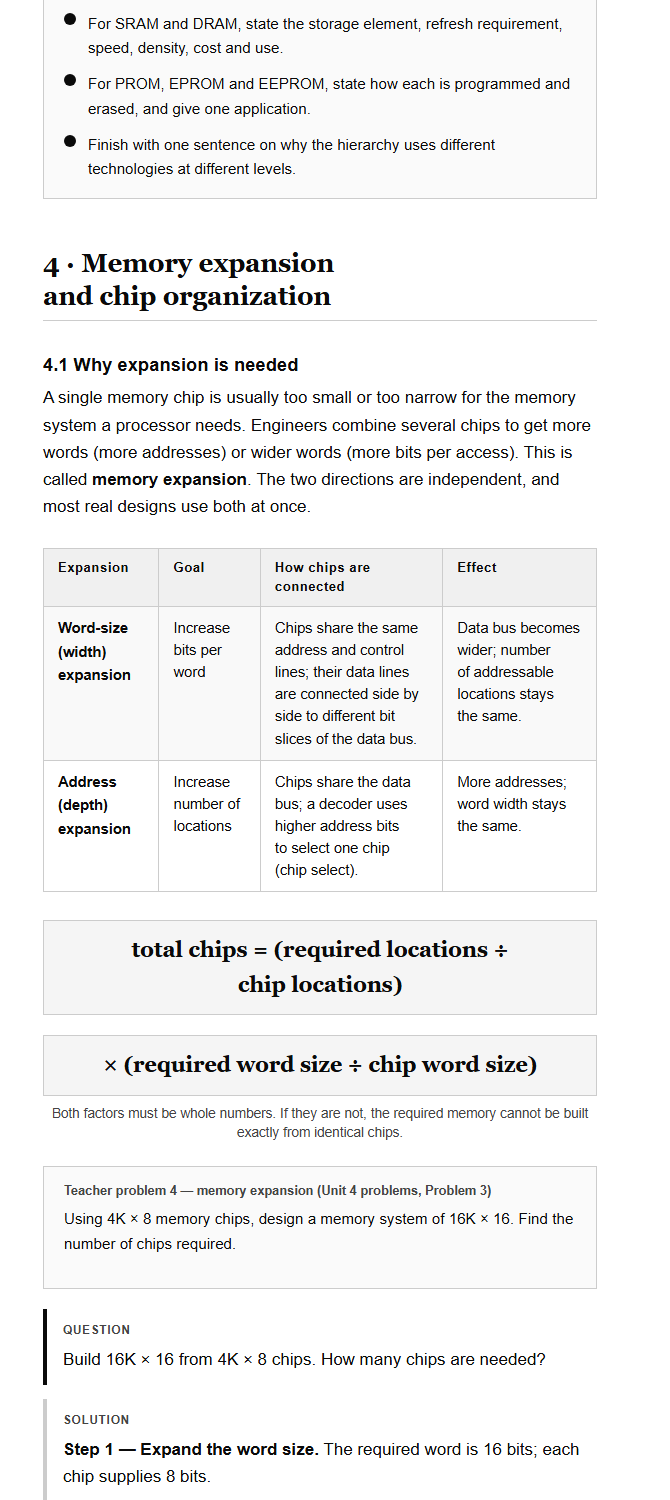 For SRAM and DRAM, state the storage element, refresh requirement,
speed, density, cost and use.
For PROM, EPROM and EEPROM, state how each is programmed and
erased, and give one application.
Finish with one sentence on why the hierarchy uses different
technologies at different levels.
4 · Memory expansion
and chip organization
4.1 Why expansion is needed
A single memory chip is usually too small or too narrow for the memory
system a processor needs. Engineers combine several chips to get more
words (more addresses) or wider words (more bits per access). This is
called memory expansion. The two directions are independent, and
most real designs use both at once.
Expansion
Goal
How chips are
connected
Effect
Word-size
(width)
expansion
Increase
bits per
word
Chips share the same
address and control
lines; their data lines
are connected side by
side to different bit
slices of the data bus.
Data bus becomes
wider; number
of addressable
locations stays
the same.
Address
(depth)
expansion
Increase
number of
locations
Chips share the data
bus; a decoder uses
higher address bits
to select one chip
(chip select).
More addresses;
word width stays
the same.
total chips = (required locations ÷
chip locations)
× (required word size ÷ chip word size)
Both factors must be whole numbers. If they are not, the required memory cannot be built
exactly from identical chips.
Teacher problem 4 — memory expansion (Unit 4 problems, Problem 3)
Using 4K × 8 memory chips, design a memory system of 16K × 16. Find the
number of chips required.
QUESTION
Build 16K × 16 from 4K × 8 chips. How many chips are needed?
SOLUTION
Step 1 — Expand the word size. The required word is 16 bits; each
chip supplies 8 bits.